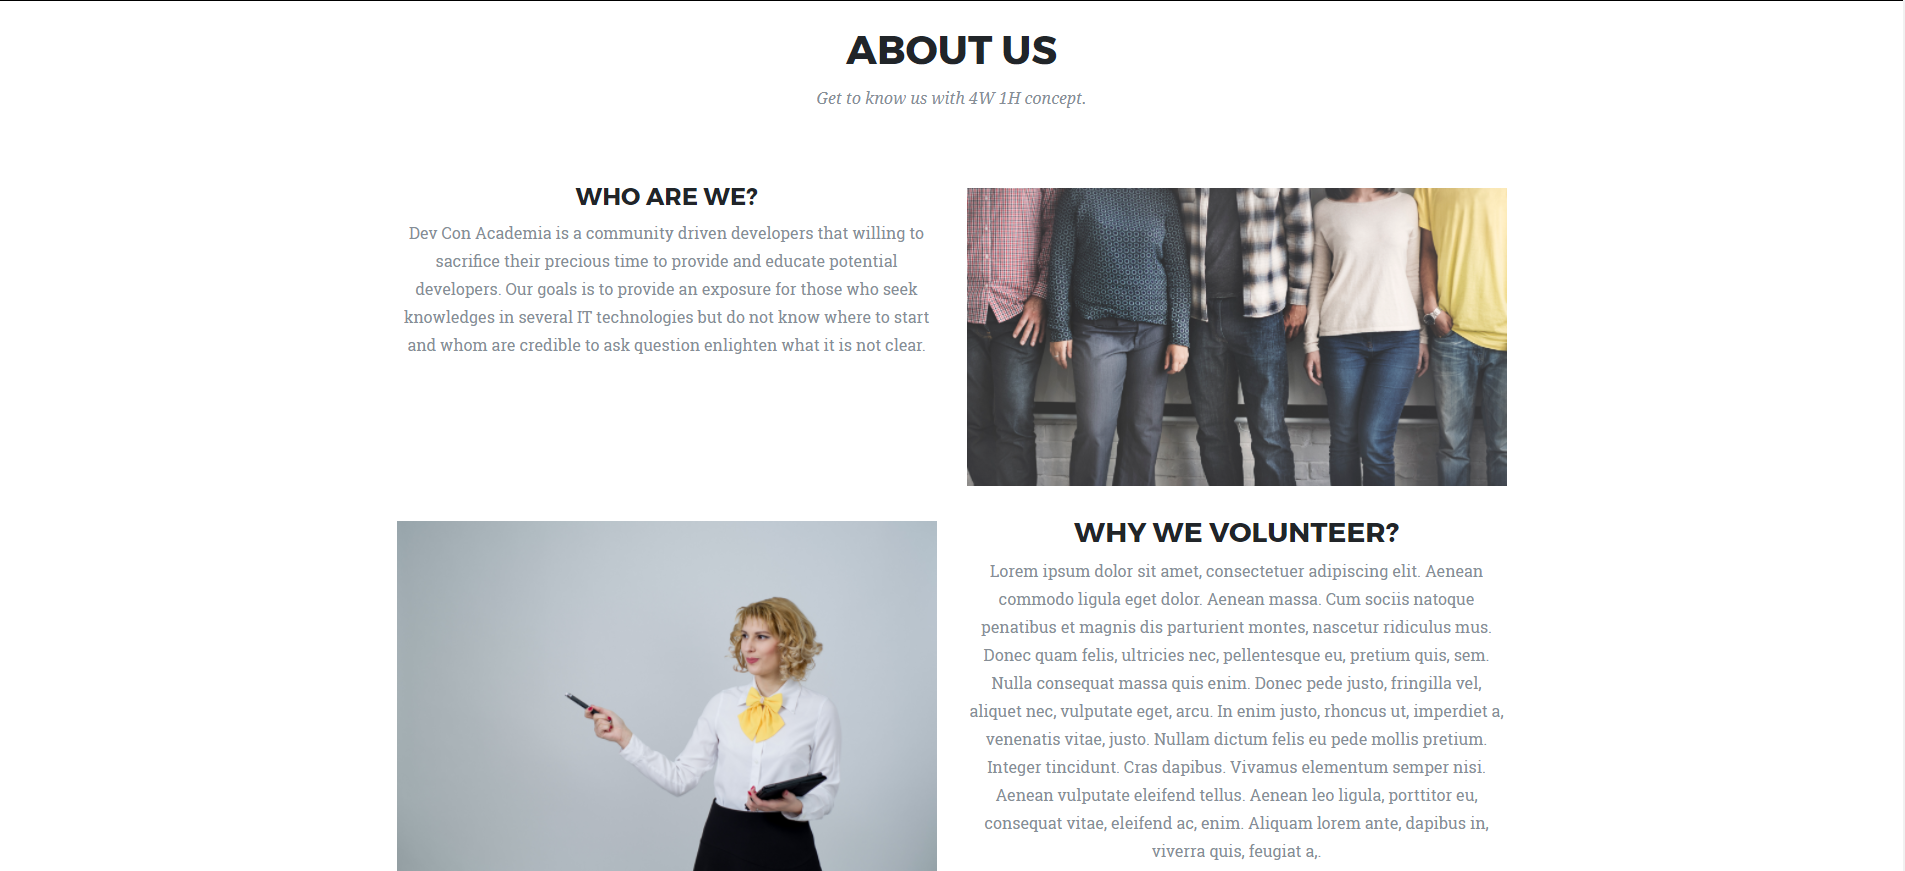 ABOUT US
Get to know us with 4W 1H concept.
WHO ARE WE?
Dev Con Academia is a community driven developers that willing to
sacrifice their precious time to provide and educate potential
developers. Our goals is to provide an exposure for those who seek
knowledges in several IT technologies but do not know where to start
and whom are credible to ask question enlighten what it is not clear.
WHY WE VOLUNTEER?
Lorem ipsum dolor sit amet, consectetuer adipiscing elit. Aenean
commodo ligula eget dolor. Aenean massa. Cum sociis natoque
penatibus et magnis dis parturient montes, nascetur ridiculus mus.
Donec quam felis, ultricies nec, pellentesque eu, pretium quis, sem.
Nulla consequat massa quis enim. Donec pede justo, fringilla vel,
aliquet nec, vulputate eget, arcu. In enim justo, rhoncus ut, imperdiet a,
venenatis vitae, justo. Nullam dictum felis eu pede mollis pretium.
Integer tincidunt. Cras dapibus. Vivamus elementum semper nisi.
Aenean vulputate eleifend tellus. Aenean leo ligula, porttitor eu,
consequat vitae, eleifend ac, enim. Aliquam lorem ante, dapibus in,
viverra quis, feugiat a,.